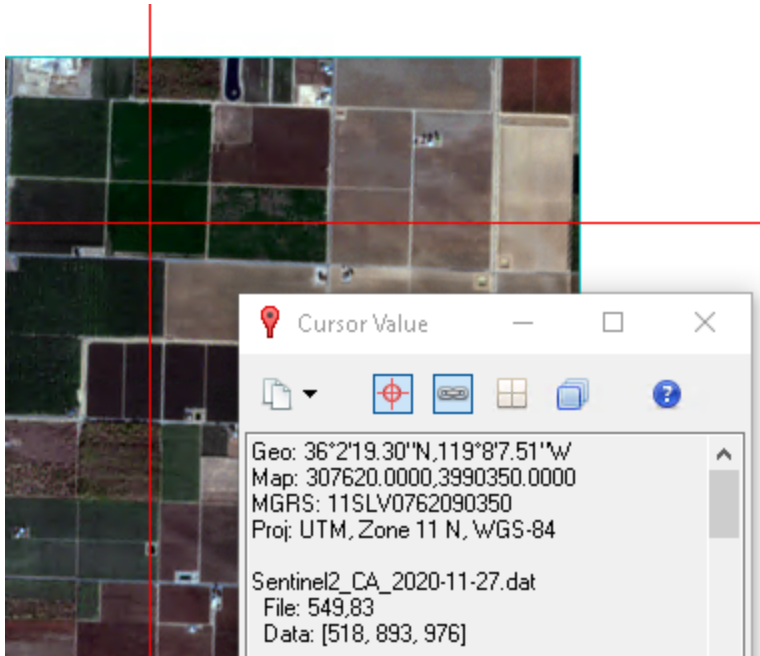 Cursor Value
Geo: 36°2'19.30"N,119°8'7.51"W
Map: 307620.0000,3990350.0000
MGRS: 11SLV0762090350
Proj: UTM, Zone 11 N, WGS-84
Sentinel2_CA_2020-11-27.dat
File: 549,83
Data: [518, 893, 976]